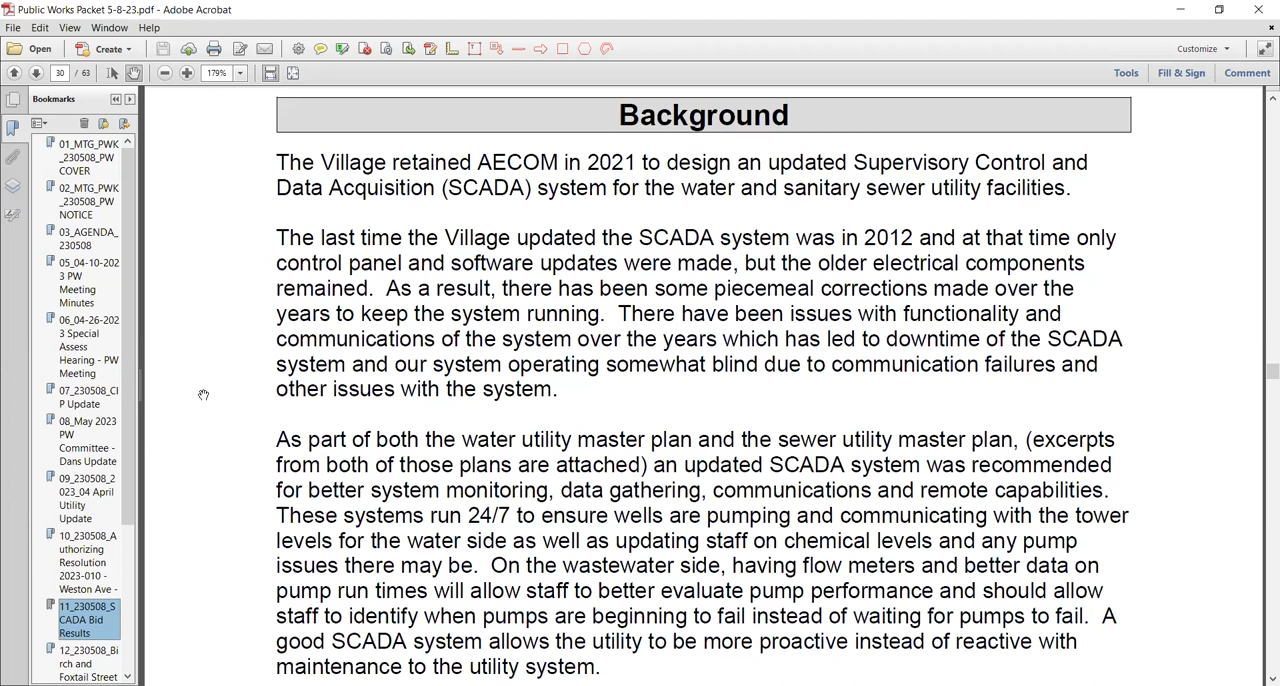 Public Works Packet 5-8-23.pdf - Adobe Acrobat
File Edit View Window Help
Open Create Customize
30 / 63 179% Tools Fill & Sign Comment
Bookmarks
01_MTG_PWK
_230508_PW
COVER
02_MTG_PWK
_230508_PW
NOTICE
03_AGENDA_
230508
05_04-10-202
3 PW
Meeting
Minutes
06_04-26-202
3 Special
Assess
Hearing - PW
Meeting
07_230508_CI
P Update
08_May 2023
PW
Committee -
Dans Update
09_230508_2
023_04 April
Utility
Update
10_230508_A
uthorizing
Resolution
2023-010 -
Weston Ave -
11_230508_S
CADA Bid
Results
12_230508_Bi
rch and
Foxtail Street
Background
The Village retained AECOM in 2021 to design an updated Supervisory Control and
Data Acquisition (SCADA) system for the water and sanitary sewer utility facilities.
The last time the Village updated the SCADA system was in 2012 and at that time only
control panel and software updates were made, but the older electrical components
remained. As a result, there has been some piecemeal corrections made over the
years to keep the system running. There have been issues with functionality and
communications of the system over the years which has led to downtime of the SCADA
system and our system operating somewhat blind due to communication failures and
other issues with the system.
As part of both the water utility master plan and the sewer utility master plan, (excerpts
from both of those plans are attached) an updated SCADA system was recommended
for better system monitoring, data gathering, communications and remote capabilities.
These systems run 24/7 to ensure wells are pumping and communicating with the tower
levels for the water side as well as updating staff on chemical levels and any pump
issues there may be. On the wastewater side, having flow meters and better data on
pump run times will allow staff to better evaluate pump performance and should allow
staff to identify when pumps are beginning to fail instead of waiting for pumps to fail. A
good SCADA system allows the utility to be more proactive instead of reactive with
maintenance to the utility system.